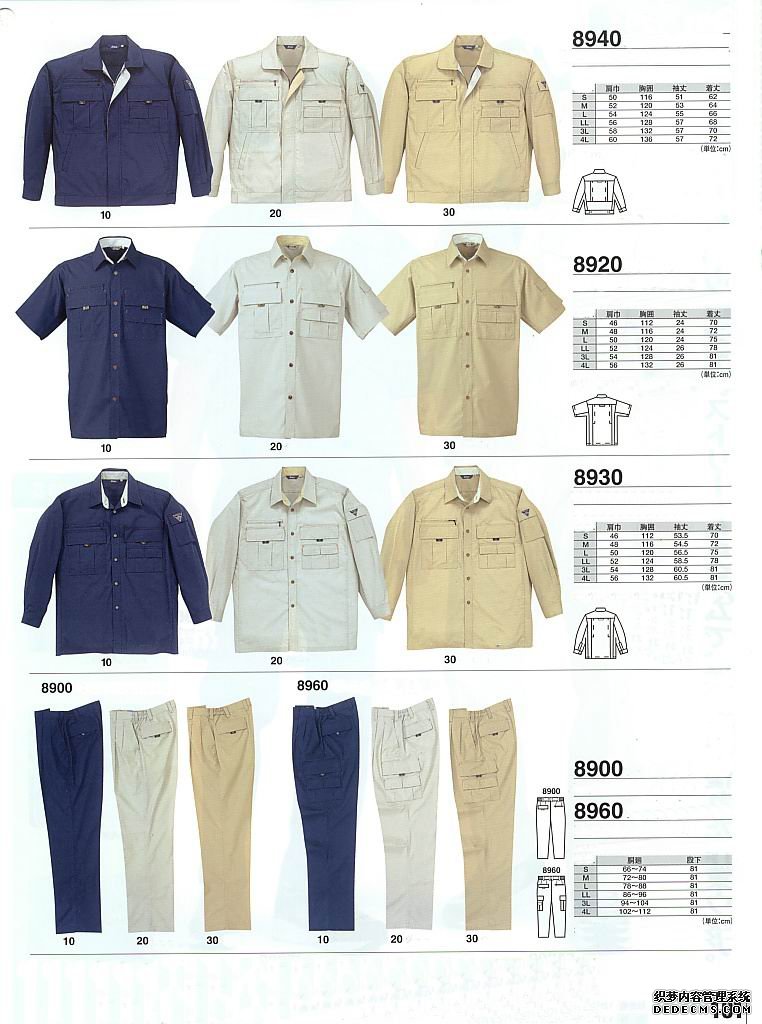 8940
肩巾 胸囲 袖丈 着丈
S 50 116 51 62
M 52 120 53 64
L 54 124 55 66
LL 56 128 57 68
3L 58 132 57 70
4L 60 136 57 72
(単位:cm)
10 20 30
8920
肩巾 胸囲 袖丈 着丈
S 46 112 24 70
M 48 116 24 72
L 50 120 24 75
LL 52 124 26 78
3L 54 128 26 81
4L 56 132 26 81
(単位:cm)
10 20 30
8930
肩巾 胸囲 袖丈 着丈
S 46 112 53.5 70
M 48 116 54.5 72
L 50 120 56.5 75
LL 52 124 58.5 78
3L 54 128 60.5 81
4L 56 132 60.5 81
(単位:cm)
10 20 30
8900 8960
8900
8960
8900
8960
胴廻 股下
S 66〜74 81
M 72〜80 81
L 78〜88 81
LL 86〜96 81
3L 94〜104 81
4L 102〜112 81
(単位:cm)
10 20 30 10 20 30
织梦内容管理系统
DEDECMS.COM